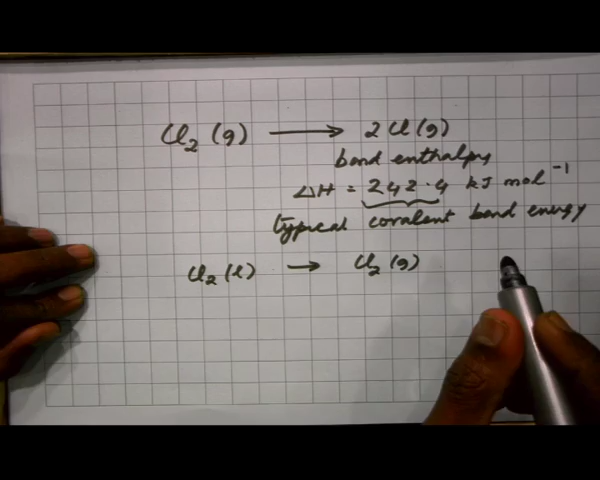 Cl₂ (g) ⟶ 2 Cl (g)
bond enthalpy
ΔH = 242.4 kJ mol⁻¹
typical covalent bond energy
Cl₂ (l) → Cl₂ (g)